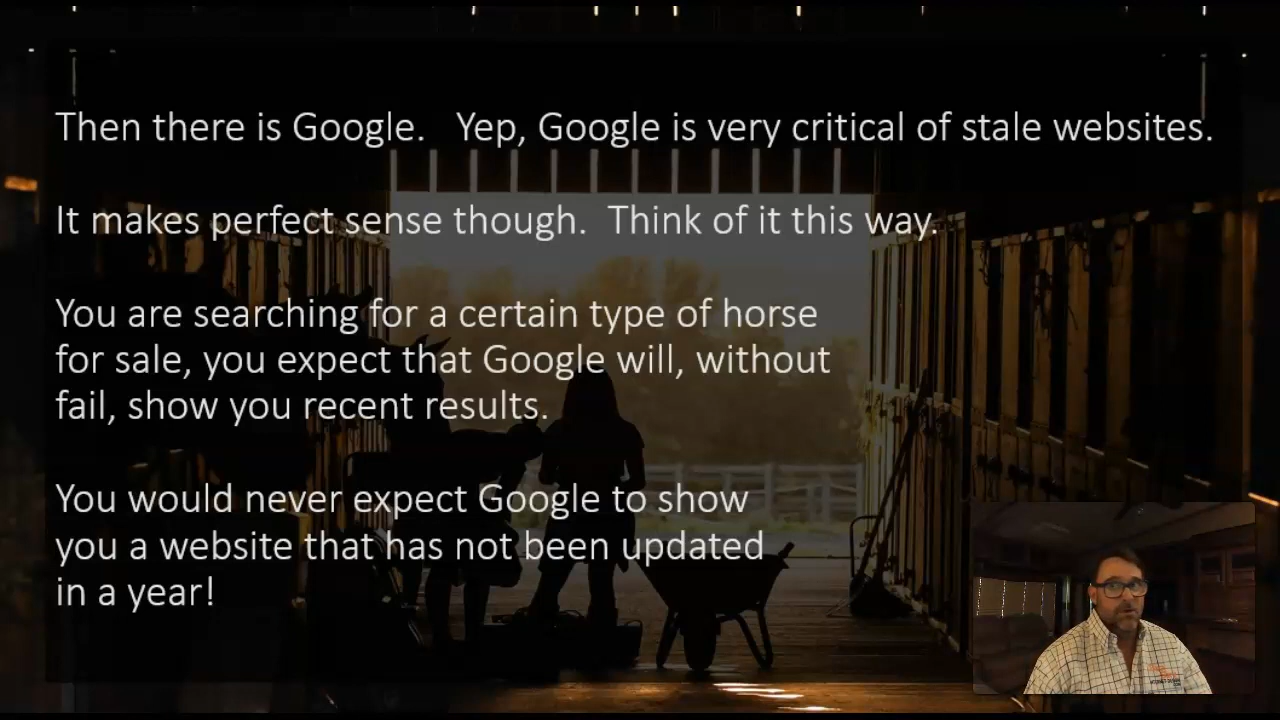 Then there is Google. Yep, Google is very critical of stale websites.
It makes perfect sense though. Think of it this way.
You are searching for a certain type of horse
for sale, you expect that Google will, without
fail, show you recent results.
You would never expect Google to show
you a website that has not been updated
in a year!